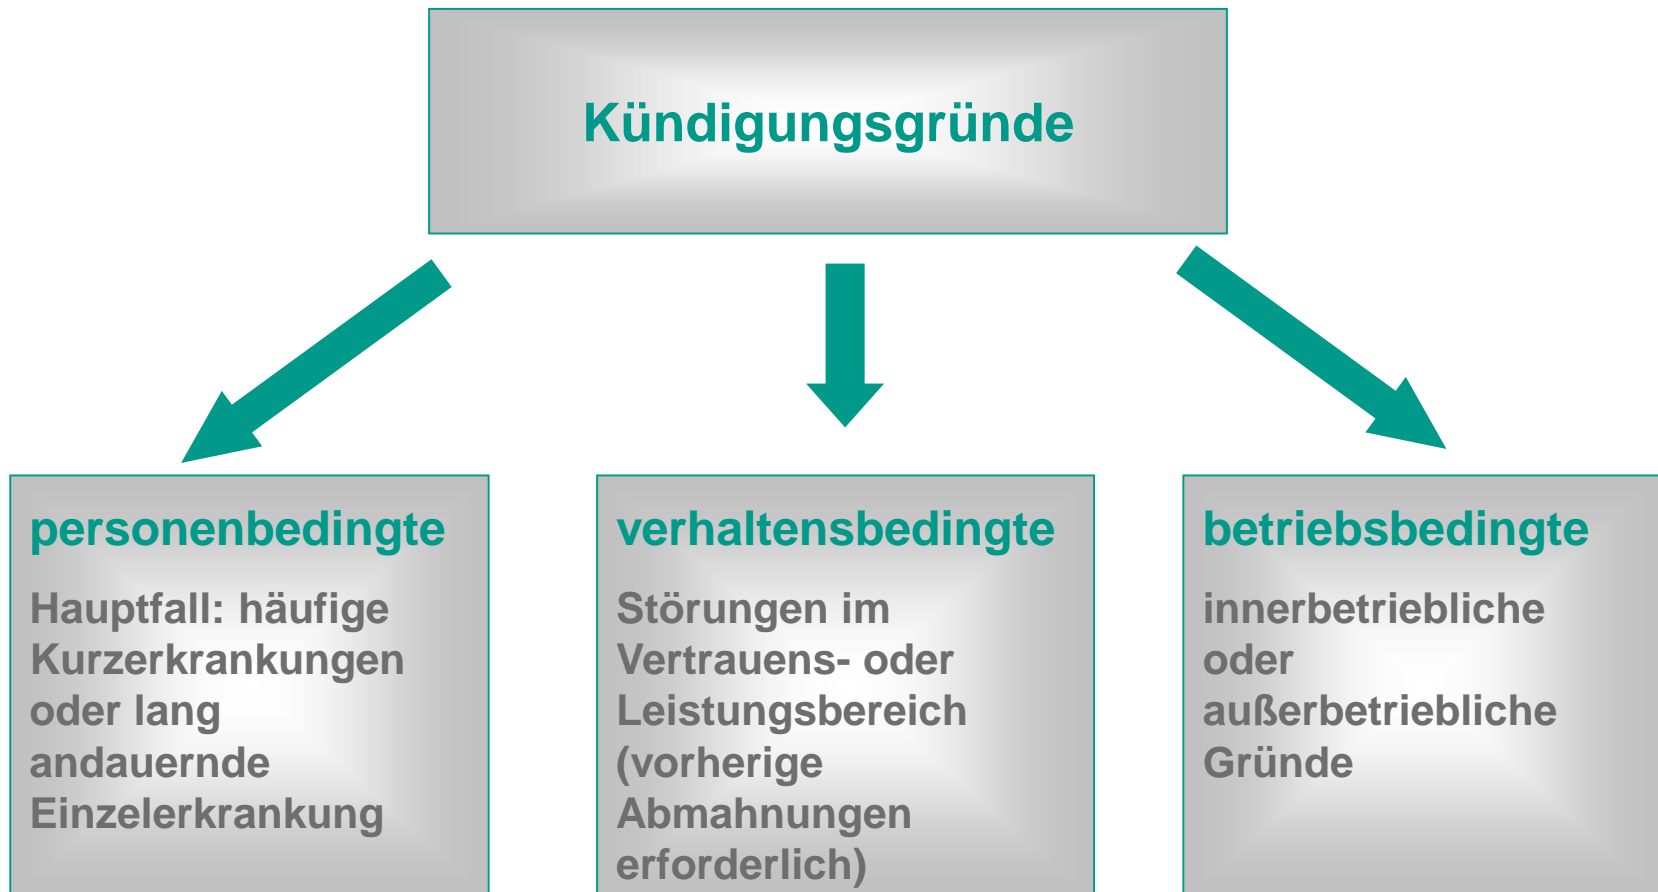 Kündigungsgründe
personenbedingte
Hauptfall: häufige
Kurzerkrankungen
oder lang
andauernde
Einzelerkrankung
verhaltensbedingte
Störungen im
Vertrauens- oder
Leistungsbereich
(vorherige
Abmahnungen
erforderlich)
betriebsbedingte
innerbetriebliche
oder
außerbetriebliche
Gründe